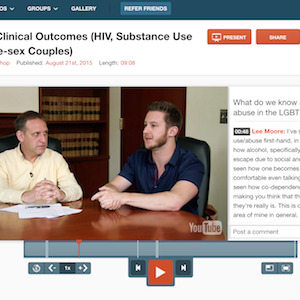 GROUPS
GALLERY
REFER FRIENDS
Clinical Outcomes (HIV, Substance Use
e-sex Couples)
PRESENT
SHARE
Published: August 21st, 2015 Length: 09:08
What do we know
abuse in the LGBT
00:48 Lee Moore: I've
use/abuse first-hand, in
how alcohol, specifically
escape due to social an
seen how one becomes
comfortable even talking
seen how co-dependen
making you think that th
they're really is. This is c
area of mine in general.
YouTube
Post a comment
1x